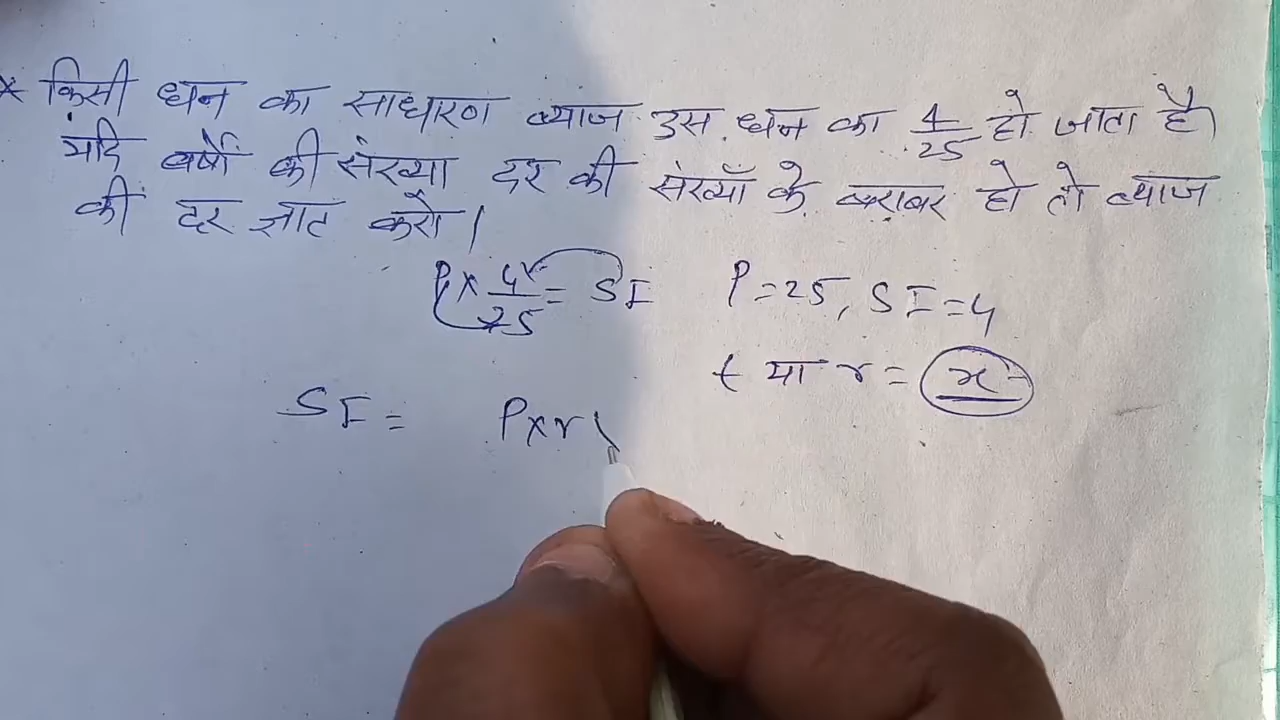 * किसी धन का साधारण ब्याज उस धन का 4/25 हो जाता है।
यदि वर्षो की संख्या दर की संख्याँ के बराबर हो तो ब्याज
की दर ज्ञात करो।
P × 4/25 = SI P = 25, SI = 4
t या r = x
SI = P × r